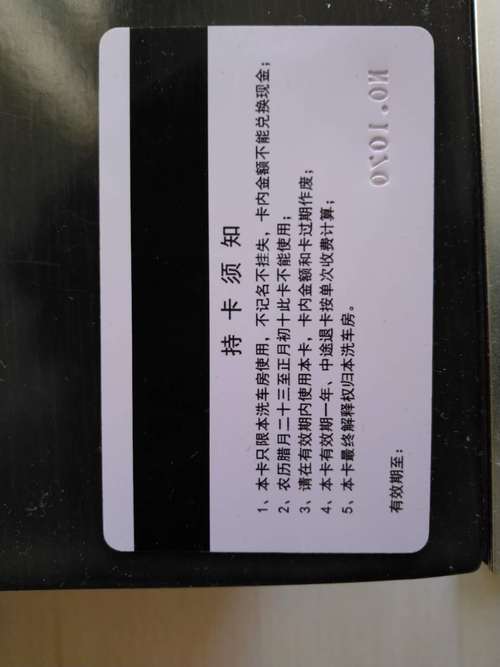 持卡须知
1、本卡只限本洗车房使用，不记名不挂失，卡内金额不能兑换现金；
2、农历腊月二十三至正月初十此卡不能使用；
3、请在有效期内使用本卡，卡内金额和卡过期作废；
4、本卡有效期一年、中途退卡按单次收费计算；
5、本卡最终解释权归本洗车房。
有效期至：
NO.1020